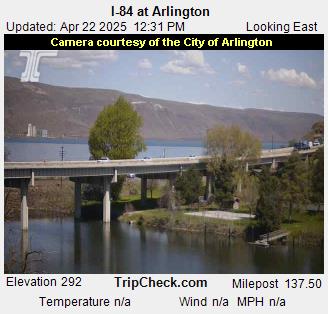 I-84 at Arlington
Updated: Apr 22 2025 12:31 PM Looking East
Camera courtesy of the City of Arlington
Elevation 292 TripCheck.com Milepost 137.50
Temperature n/a Wind n/a MPH n/a